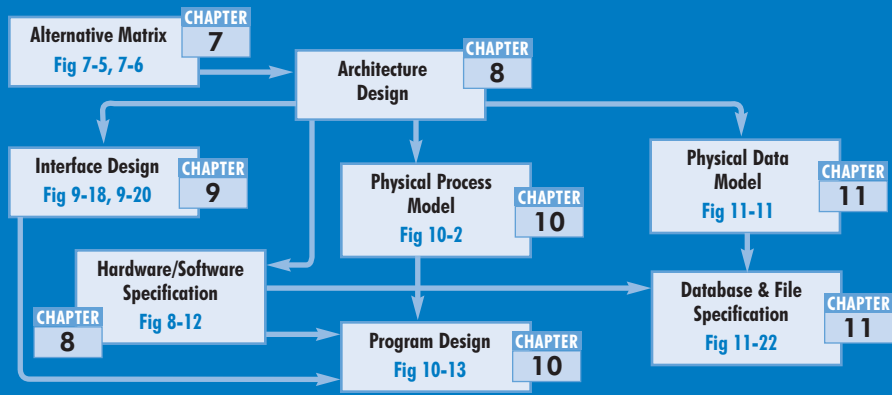 Alternative Matrix
Fig 7-5, 7-6
CHAPTER
7
Architecture
Design
CHAPTER
8
Interface Design
Fig 9-18, 9-20
CHAPTER
9
Physical Process
Model
Fig 10-2
CHAPTER
10
Physical Data
Model
Fig 11-11
CHAPTER
11
Hardware/Software
Specification
Fig 8-12
CHAPTER
8
Program Design
Fig 10-13
CHAPTER
10
Database & File
Specification
Fig 11-22
CHAPTER
11